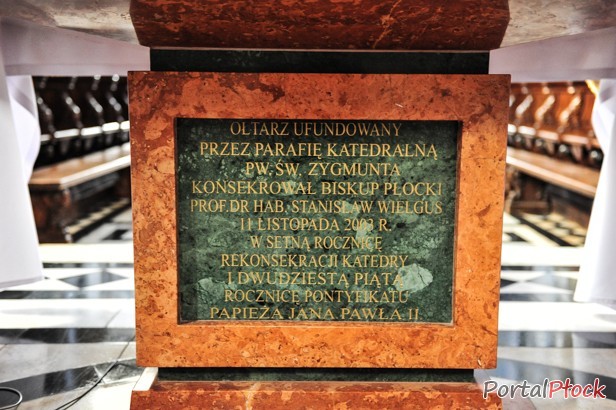 OŁTARZ UFUNDOWANY
PRZEZ PARAFIĘ KATEDRALNĄ
PW. ŚW. ZYGMUNTA
KONSEKROWAŁ BISKUP PŁOCKI
PROF. DR HAB. STANISŁAW WIELGUS
11 LISTOPADA 2003 R.
W SETNĄ ROCZNICĘ
REKONSEKRACJI KATEDRY
I DWUDZIESTĄ PIĄTĄ
ROCZNICĘ PONTYFIKATU
PAPIEŻA JANA PAWŁA II
PortalPłock